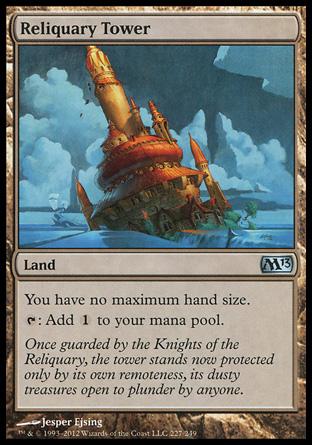 Reliquary Tower
Land
M13
You have no maximum hand size.
: Add 1 to your mana pool.
Once guarded by the Knights of the
Reliquary, the tower stands now protected
only by its own remoteness, its dusty
treasures open to plunder by anyone.
Jesper Ejsing
™ & © 1993–2012 Wizards of the Coast LLC 227/249